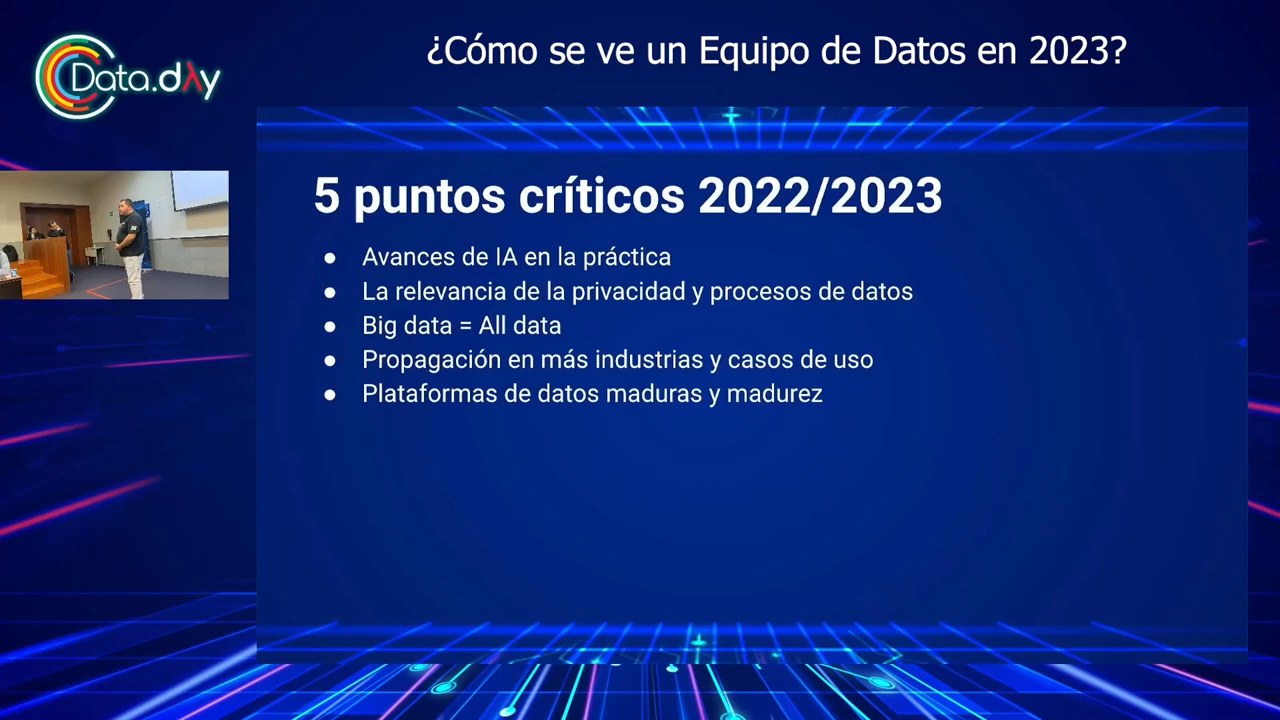 Data.dλy
¿Cómo se ve un Equipo de Datos en 2023?
5 puntos críticos 2022/2023
● Avances de IA en la práctica
● La relevancia de la privacidad y procesos de datos
● Big data = All data
● Propagación en más industrias y casos de uso
● Plataformas de datos maduras y madurez